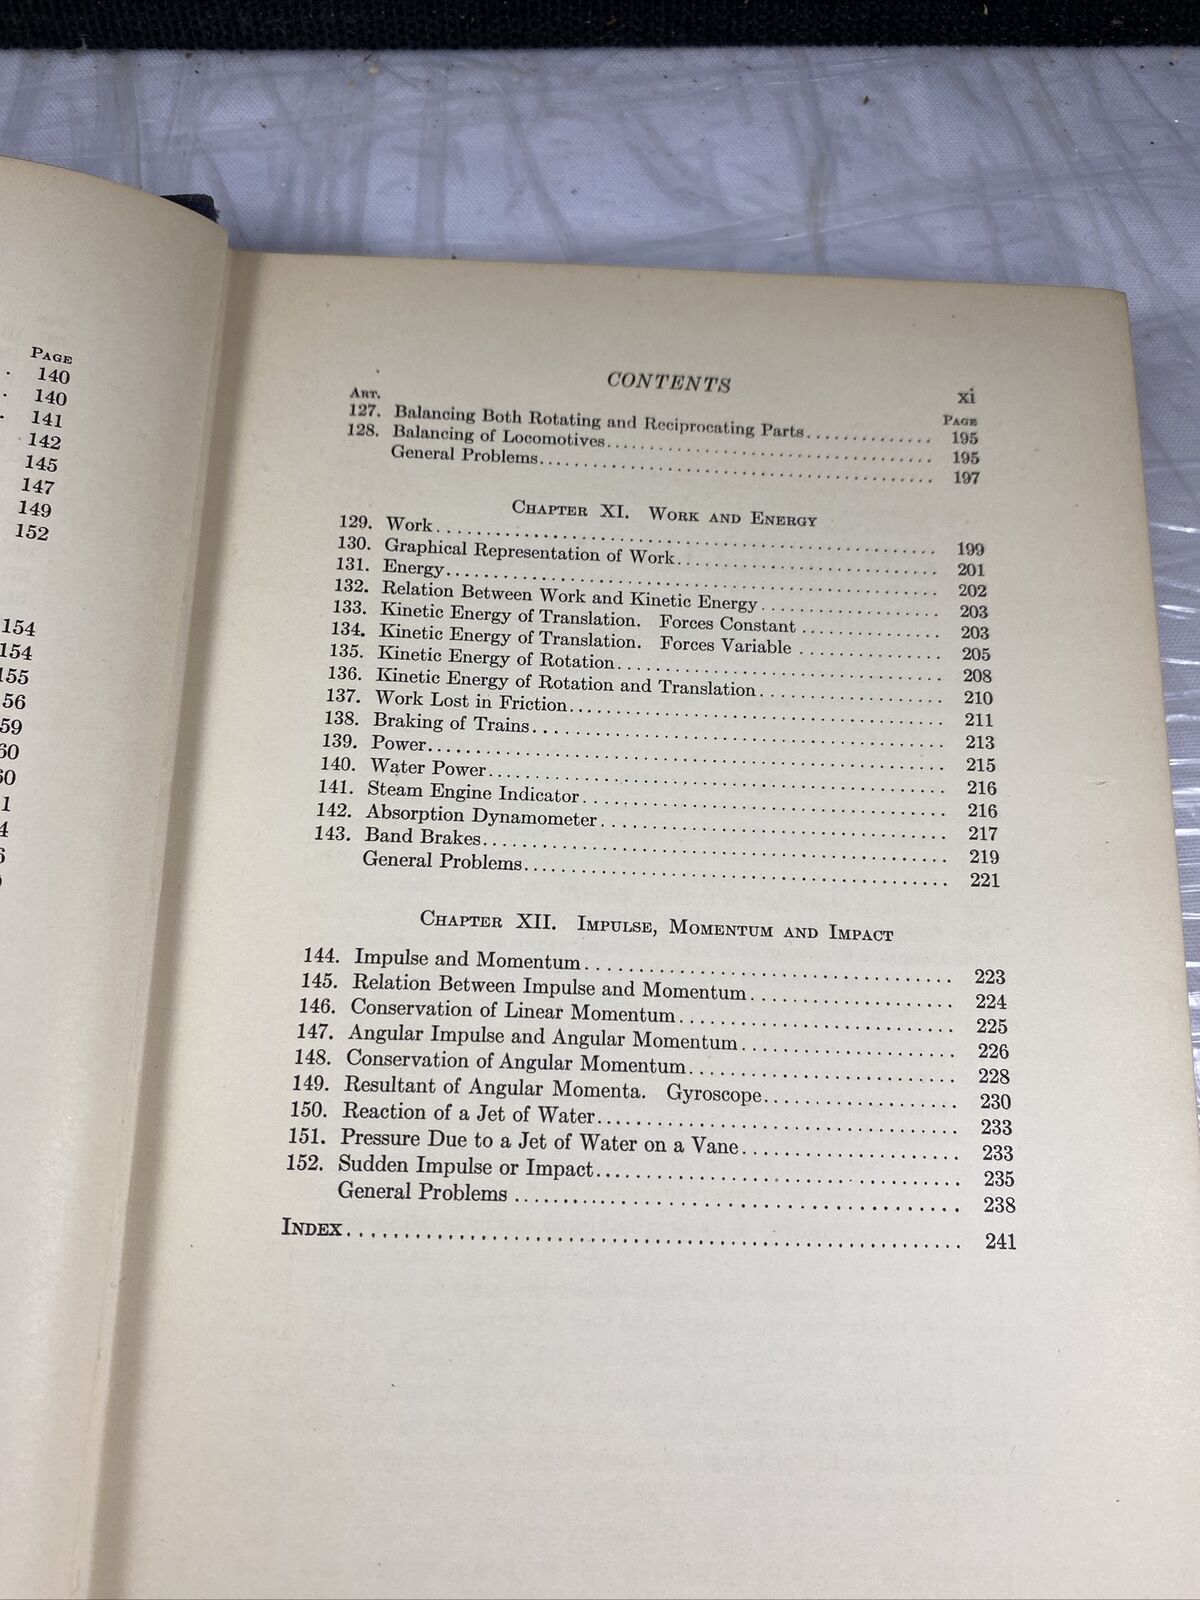 PAGE
140
140
141
142
145
147
149
152
154
154
155
56
59
60
60
1
4
6
CONTENTS xi
ART. PAGE
127. Balancing Both Rotating and Reciprocating Parts.............. 195
128. Balancing of Locomotives.................................... 195
General Problems........................................... 197
CHAPTER XI. WORK AND ENERGY
129. Work...................................................... 199
130. Graphical Representation of Work............................. 201
131. Energy..................................................... 202
132. Relation Between Work and Kinetic Energy.................... 203
133. Kinetic Energy of Translation. Forces Constant ............... 203
134. Kinetic Energy of Translation. Forces Variable ............... 205
135. Kinetic Energy of Rotation.................................. 208
136. Kinetic Energy of Rotation and Translation................... 210
137. Work Lost in Friction....................................... 211
138. Braking of Trains........................................... 213
139. Power...................................................... 215
140. Water Power................................................ 216
141. Steam Engine Indicator...................................... 216
142. Absorption Dynamometer.................................... 217
143. Band Brakes................................................ 219
General Problems........................................... 221
CHAPTER XII. IMPULSE, MOMENTUM AND IMPACT
144. Impulse and Momentum.................................... 223
145. Relation Between Impulse and Momentum.................... 224
146. Conservation of Linear Momentum........................... 225
147. Angular Impulse and Angular Momentum..................... 226
148. Conservation of Angular Momentum.......................... 228
149. Resultant of Angular Momenta. Gyroscope................... 230
150. Reaction of a Jet of Water................................... 233
151. Pressure Due to a Jet of Water on a Vane..................... 233
152. Sudden Impulse or Impact................................... 235
General Problems .......................................... 238
INDEX........................................................ 241